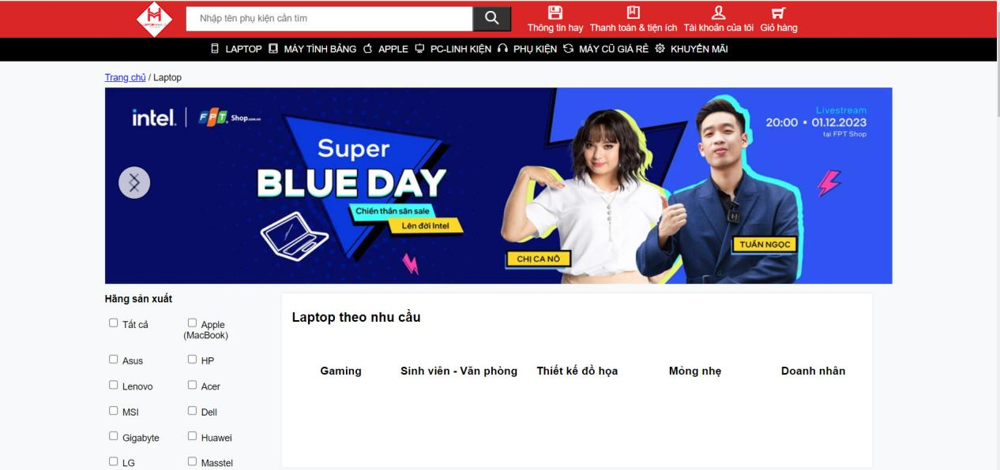 Nhập tên phụ kiện cần tìm
Thông tin hay Thanh toán & tiện ích Tài khoản của tôi Giỏ hàng
LAPTOP MÁY TÍNH BẢNG APPLE PC-LINH KIỆN PHỤ KIỆN MÁY CŨ GIÁ RẺ KHUYẾN MÃI
Trang chủ / Laptop
intel. FPT. Shop.com.vn
Livestream
20:00 • 01.12.2023
tại FPT Shop
Super
BLUE DAY
Chiến thần săn sale
Lên đời Intel
CHỊ CA NÔ
TUẤN NGỌC
Hãng sản xuất
Tất cả Apple
(MacBook)
Asus HP
Lenovo Acer
MSI Dell
Gigabyte Huawei
LG Masstel
Laptop theo nhu cầu
Gaming Sinh viên - Văn phòng Thiết kế đồ họa Mỏng nhẹ Doanh nhân